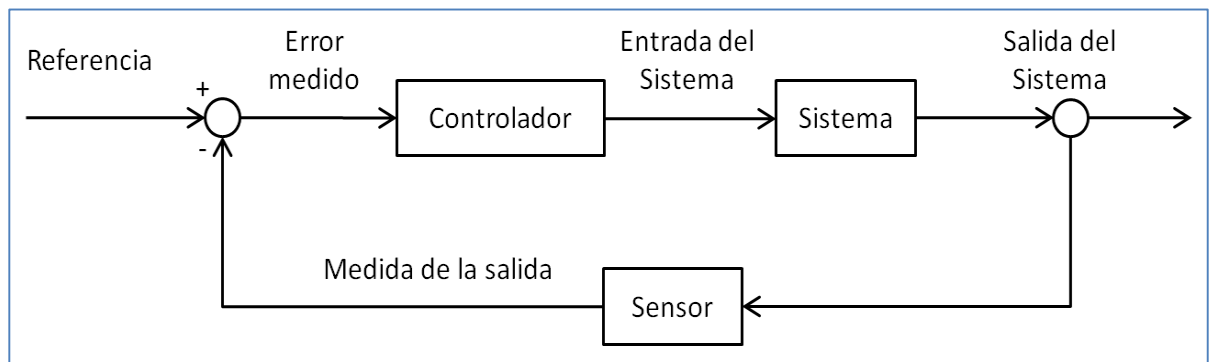 Referencia
Error
medido
Entrada del
Sistema
Salida del
Sistema
+
-
Controlador
Sistema
Medida de la salida
Sensor